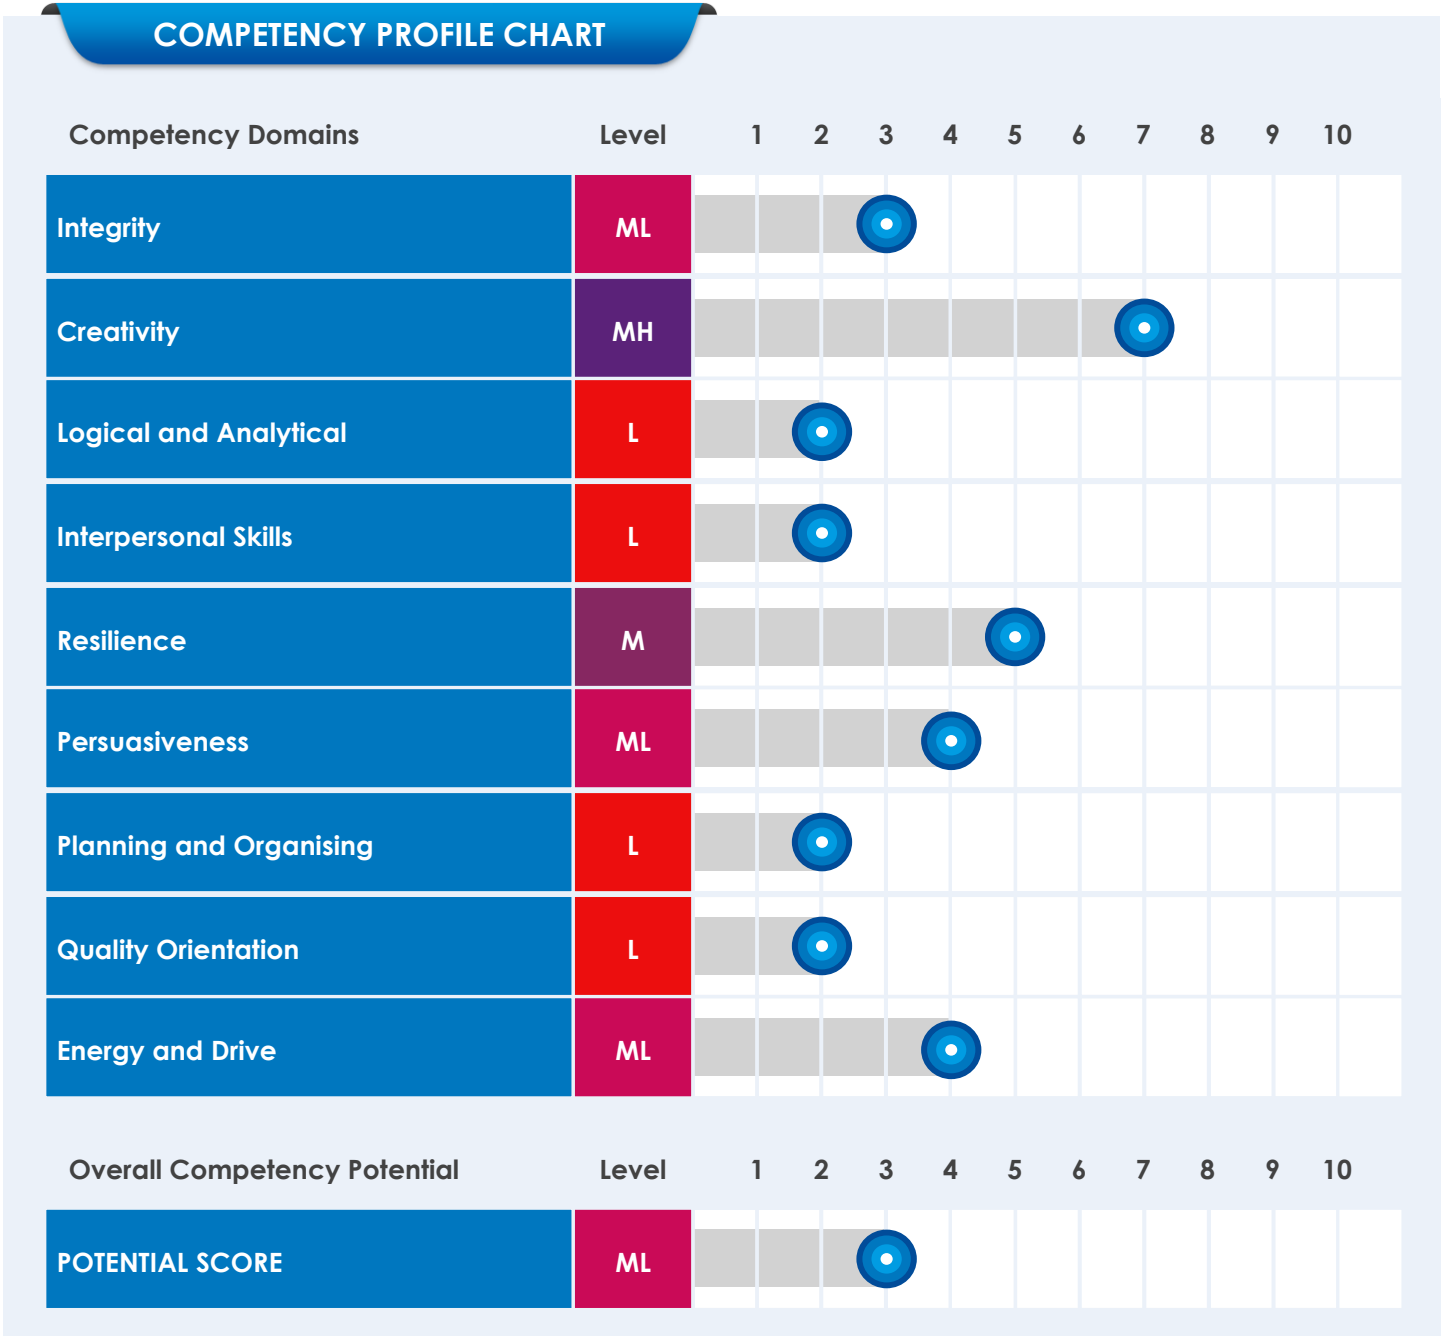 COMPETENCY PROFILE CHART
Competency Domains Level 1 2 3 4 5 6 7 8 9 10
Integrity ML
Creativity MH
Logical and Analytical L
Interpersonal Skills L
Resilience M
Persuasiveness ML
Planning and Organising L
Quality Orientation L
Energy and Drive ML
Overall Competency Potential Level 1 2 3 4 5 6 7 8 9 10
POTENTIAL SCORE ML